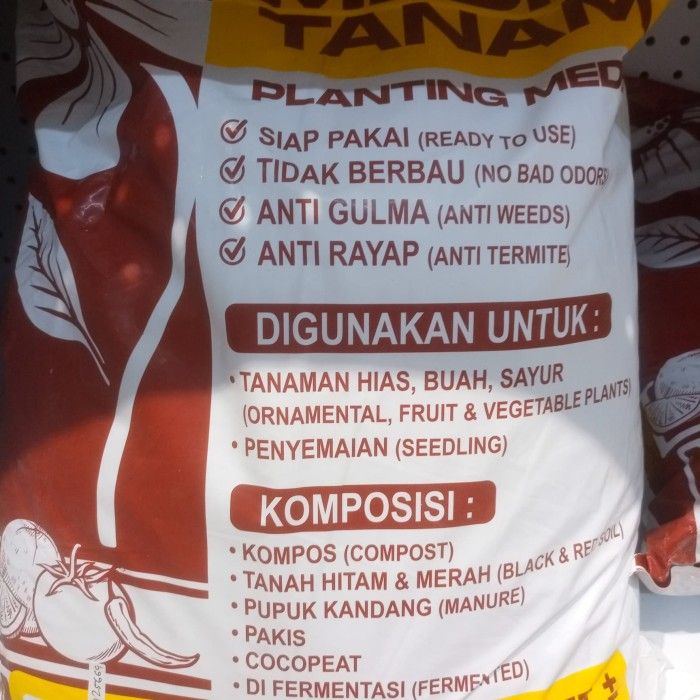 TANAM
PLANTING MED
SIAP PAKAI (READY TO USE)
TIDAK BERBAU (NO BAD ODORS)
ANTI GULMA (ANTI WEEDS)
ANTI RAYAP (ANTI TERMITE)
DIGUNAKAN UNTUK :
• TANAMAN HIAS, BUAH, SAYUR
(ORNAMENTAL, FRUIT & VEGETABLE PLANTS)
• PENYEMAIAN (SEEDLING)
KOMPOSISI :
• KOMPOS (COMPOST)
• TANAH HITAM & MERAH (BLACK & RED SOIL)
• PUPUK KANDANG (MANURE)
• PAKIS
• COCOPEAT
• DI FERMENTASI (FERMENTED)